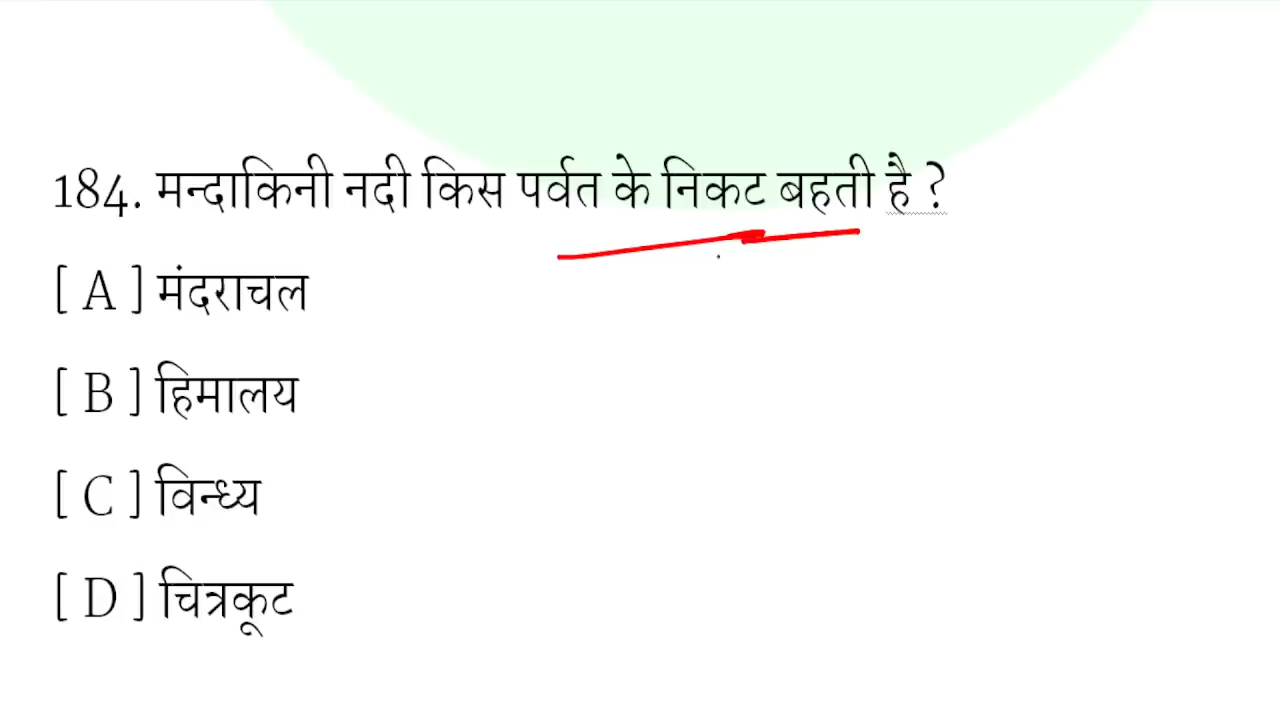 184. मन्दाकिनी नदी किस पर्वत के निकट बहती है ?
[ A ] मंदराचल
[ B ] हिमालय
[ C ] विन्ध्य
[ D ] चित्रकूट